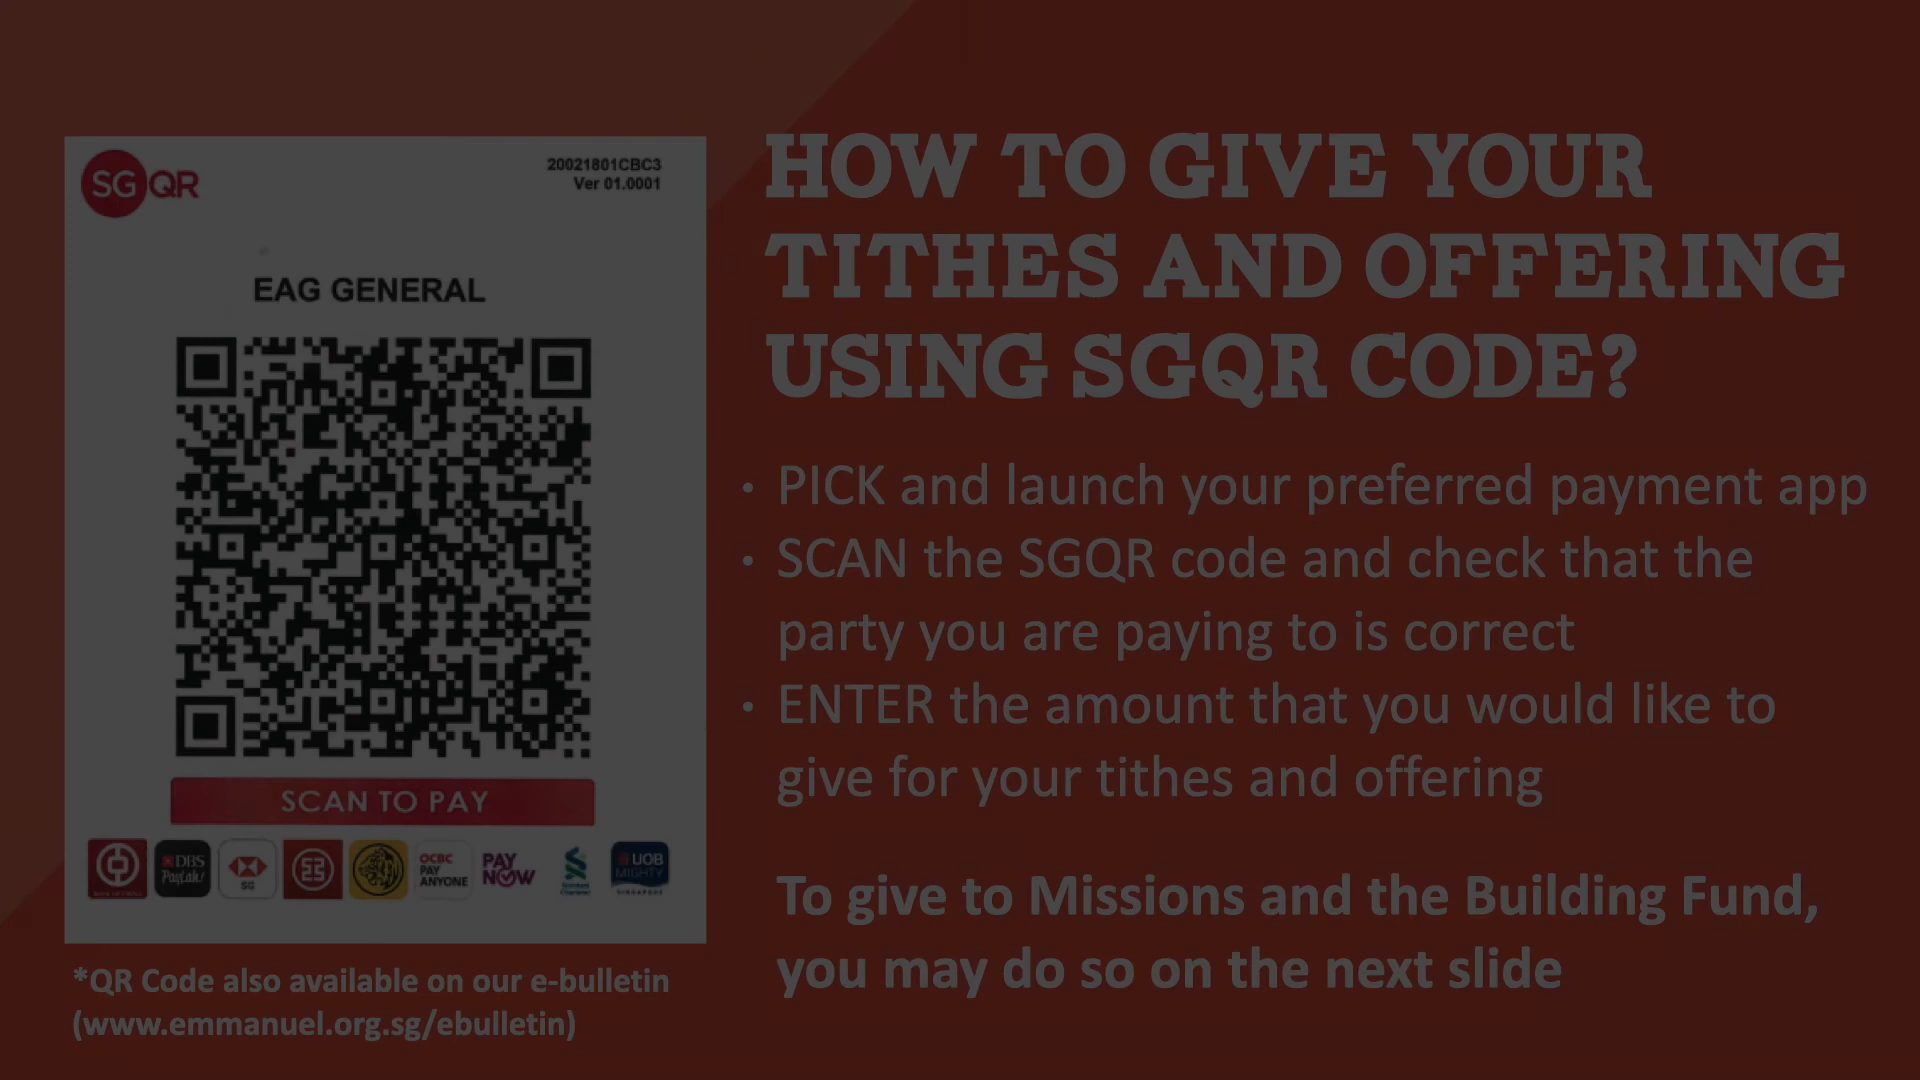 SGQR
20021801CBC3
Ver 01.0001
EAG GENERAL
SCAN TO PAY
DBS
PayLah!
SG
OCBC
PAY
ANYONE
PAY
NOW
Standard
Chartered
UOB
MIGHTY
SINGAPORE
*QR Code also available on our e-bulletin
(www.emmanuel.org.sg/ebulletin)
HOW TO GIVE YOUR
TITHES AND OFFERING
USING SGQR CODE?
• PICK and launch your preferred payment app
• SCAN the SGQR code and check that the
party you are paying to is correct
• ENTER the amount that you would like to
give for your tithes and offering
To give to Missions and the Building Fund,
you may do so on the next slide